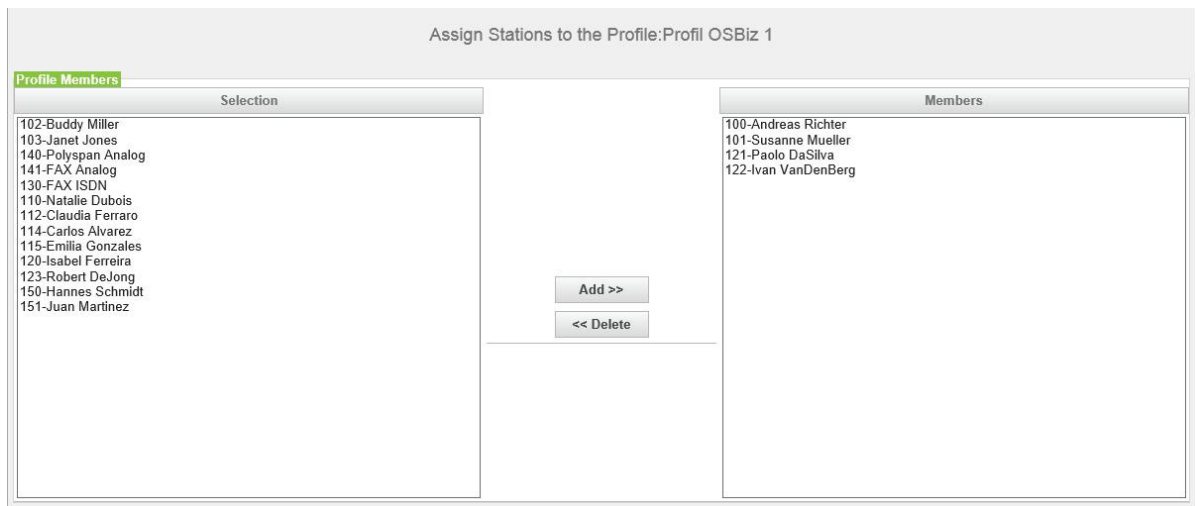 Assign Stations to the Profile:Profil OSBiz 1
Profile Members
Selection
102-Buddy Miller
103-Janet Jones
140-Polyspan Analog
141-FAX Analog
130-FAX ISDN
110-Natalie Dubois
112-Claudia Ferraro
114-Carlos Alvarez
115-Emilia Gonzales
120-Isabel Ferreira
123-Robert DeJong
150-Hannes Schmidt
151-Juan Martinez
Add >>
<< Delete
Members
100-Andreas Richter
101-Susanne Mueller
121-Paolo DaSilva
122-Ivan VanDenBerg